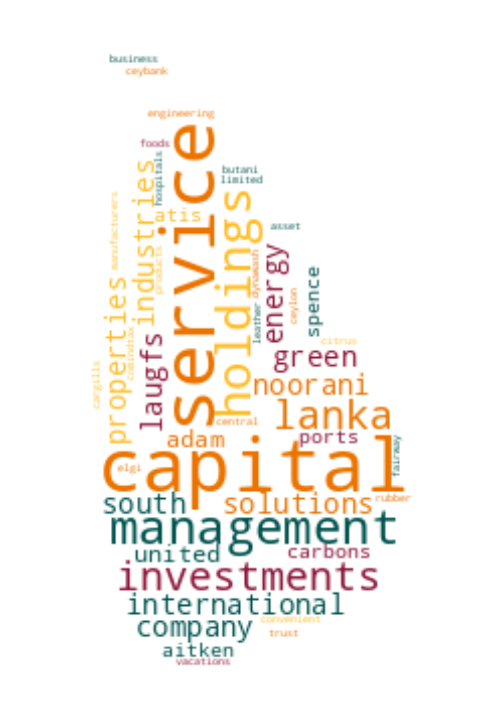 business
ceybank
engineering
foods
service
hospitals
butani
limited
industries
manufacturers
holdings
atis
asset
products
energy
dynawash
spence
ceylon
leather
properties
comindtax
laugfs
citrus
green
cargills
noorani
lanka
central
adam
ports
fairway
capital
elgi
south
solutions
rubber
management
united
carbons
investments
international
convenient
company
trust
aitken
vacations